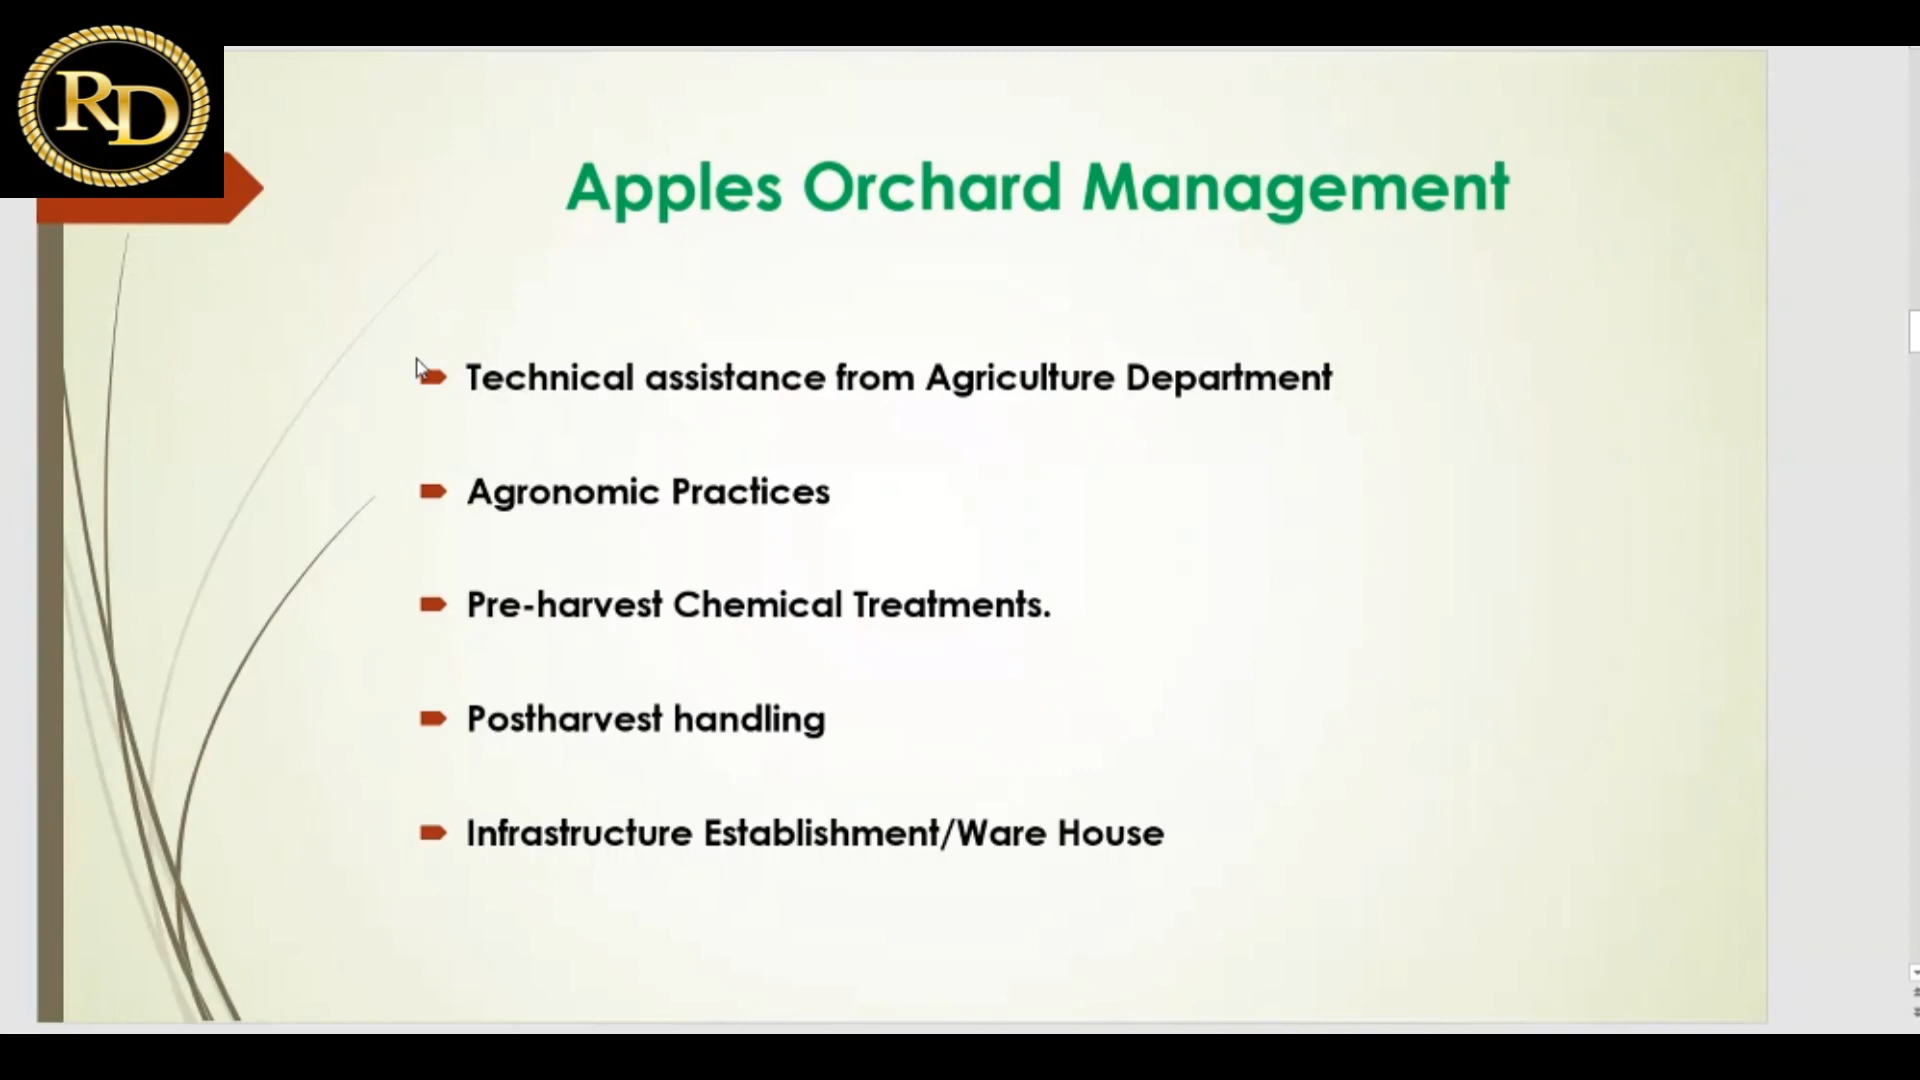 RD
Apples Orchard Management
Technical assistance from Agriculture Department
Agronomic Practices
Pre-harvest Chemical Treatments.
Postharvest handling
Infrastructure Establishment/Ware House